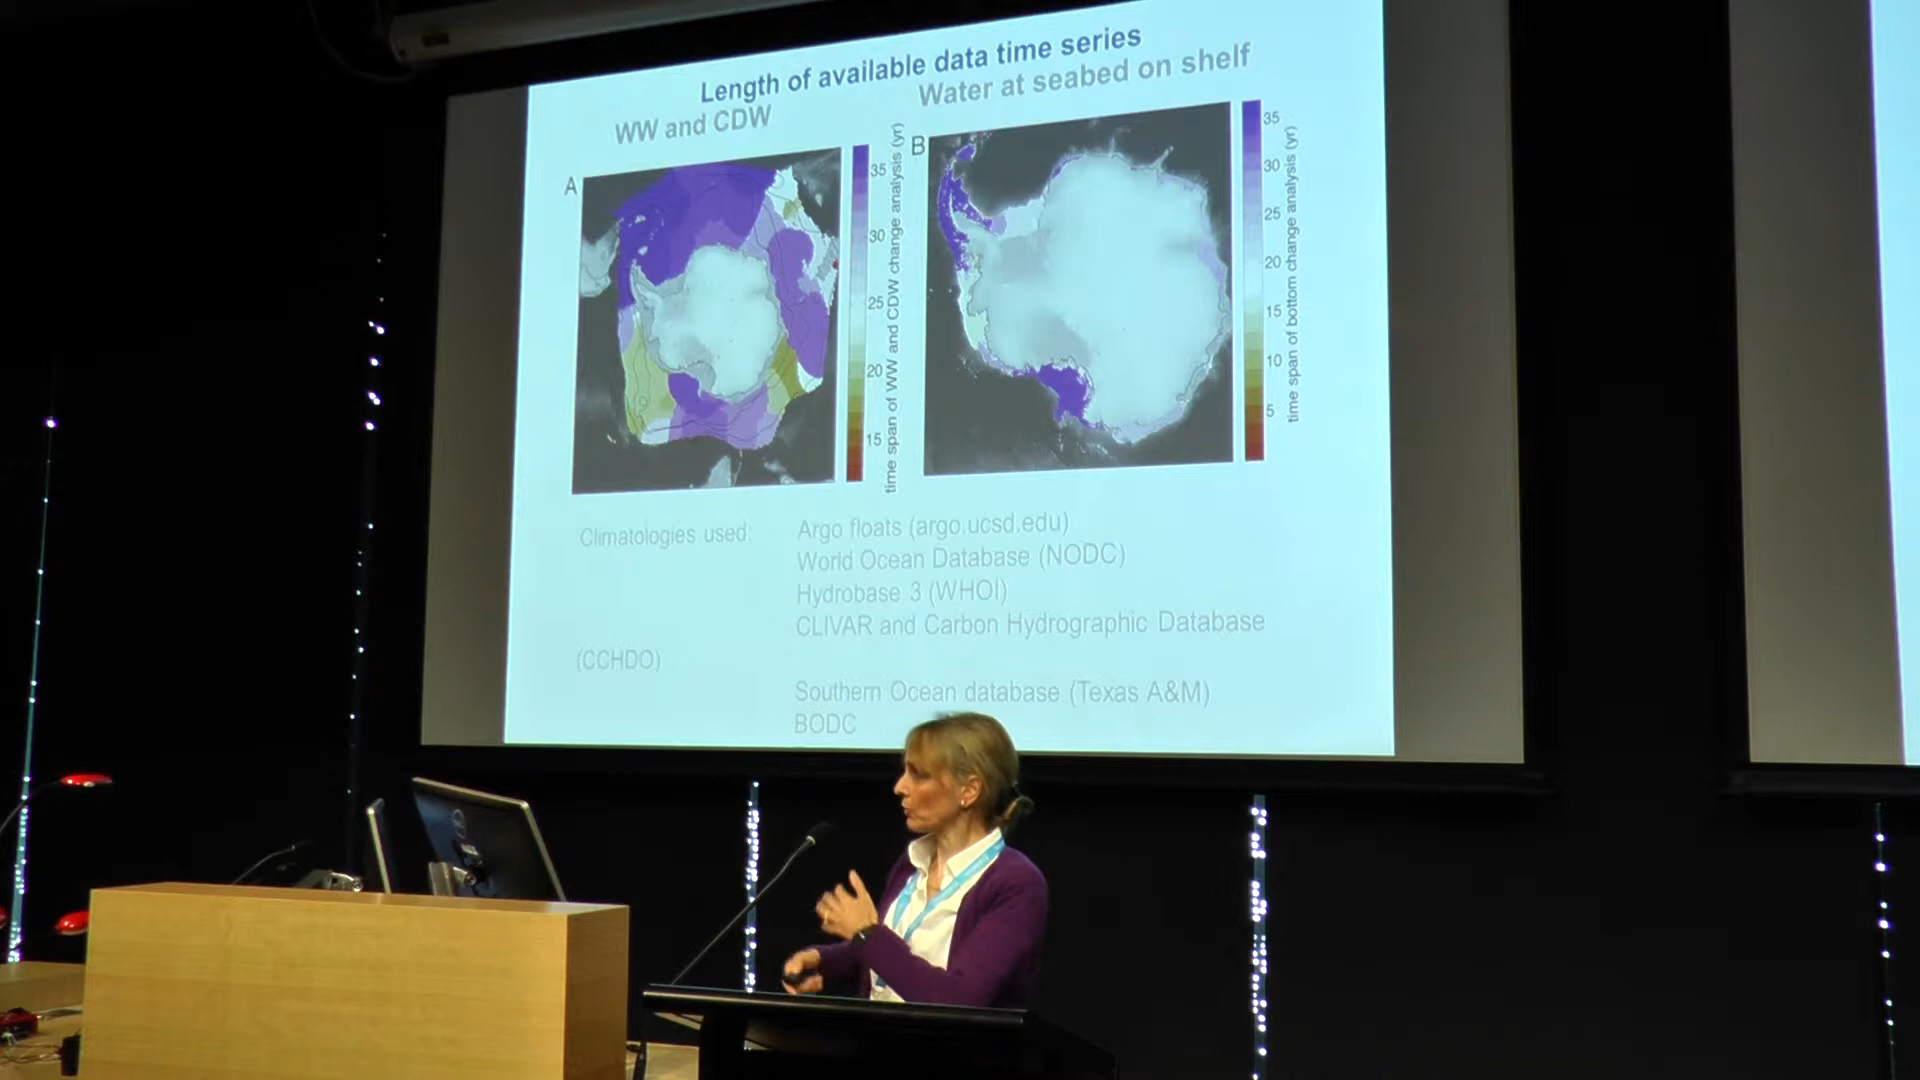 Length of available data time series
WW and CDW
Water at seabed on shelf
A
35
30
25
20
15
time span of WW and CDW change analysis (yr)
B
35
30
25
20
15
10
5
time span of bottom change analysis (yr)
Climatologies used: Argo floats (argo.ucsd.edu)
World Ocean Database (NODC)
Hydrobase 3 (WHOI)
CLIVAR and Carbon Hydrographic Database
(CCHDO)
Southern Ocean database (Texas A&M)
BODC